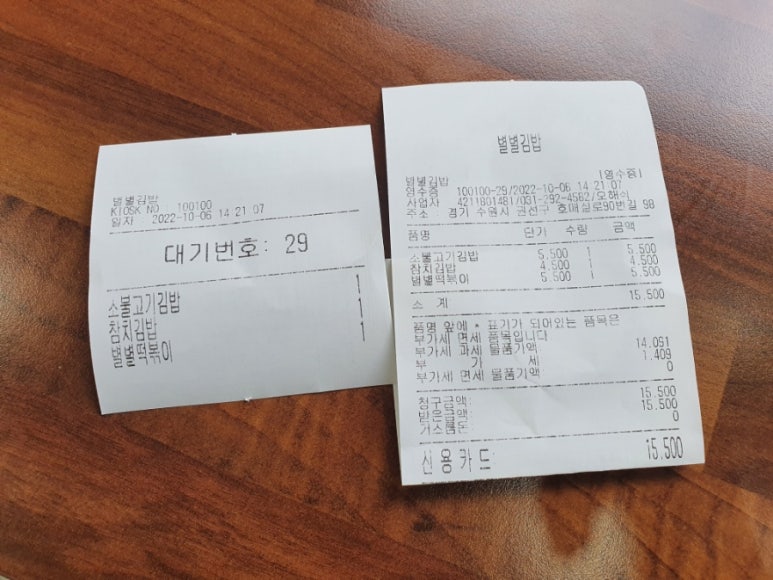 별별김밥
KIOSK NO : 100100
일자 : 2022-10-06 14:21:07
대기번호: 29
소불고기김밥 1
참치김밥 1
별별떡볶이 1
별별김밥
별별김밥 [영수증]
영수증 100100-29/2022-10-06 14:21:07
사업자 4211801481/031-292-4562/오해쉬
주소 : 경기 수원시 권선구 호매실로90번길 98
품명 단가 수량 금액
소불고기김밥 5,500 1 5,500
참치김밥 4,500 1 4,500
별별떡볶이 5,500 1 5,500
소 계 15,500
품명 앞에 * 표기가 되어있는 품목은
부가세 면세 품목입니다
부가세 과세 물품가액 14,091
부 가 세 1,409
부가세 면세 물품가액 0
청구금액: 15,500
받은금액: 15,500
거스름돈: 0
신용카드: 15,500